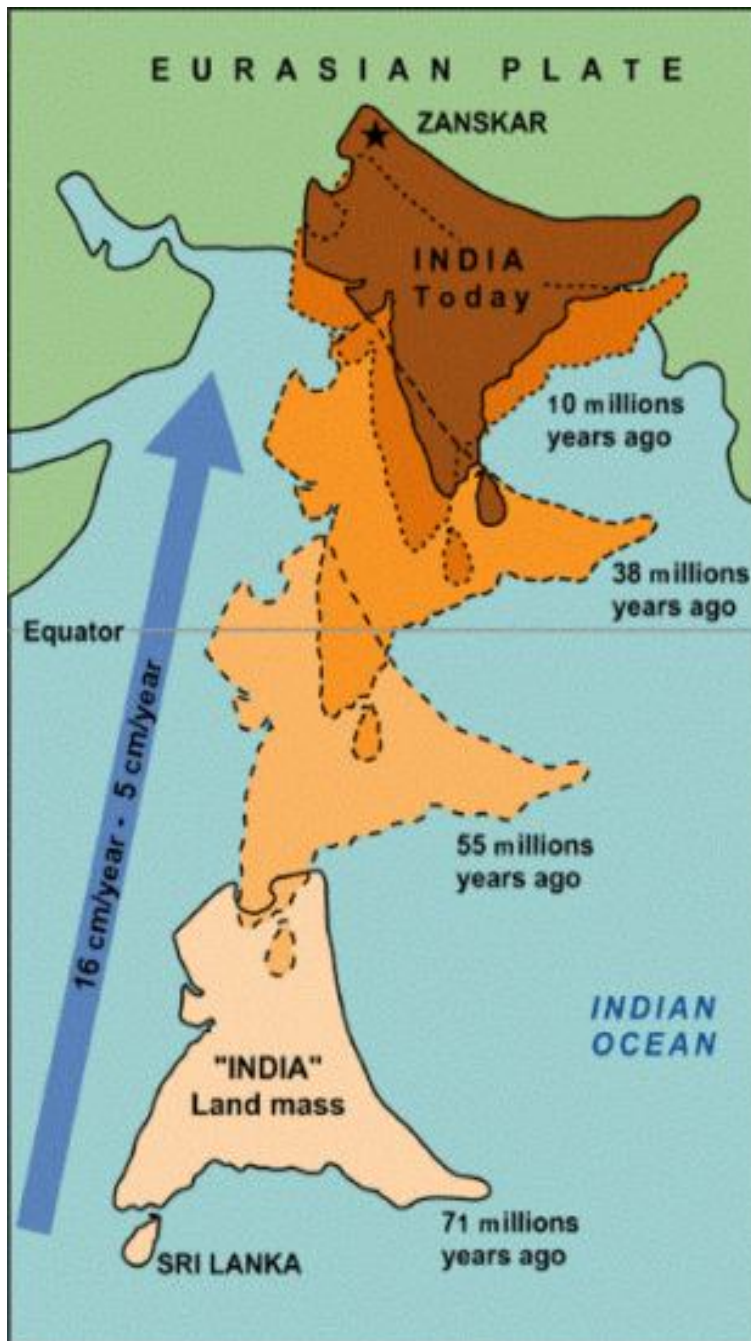 EURASIAN PLATE
ZANSKAR
INDIA
Today
10 millions
years ago
38 millions
years ago
Equator
16 cm/year - 5 cm/year
55 millions
years ago
INDIAN
OCEAN
"INDIA"
Land mass
71 millions
years ago
SRI LANKA